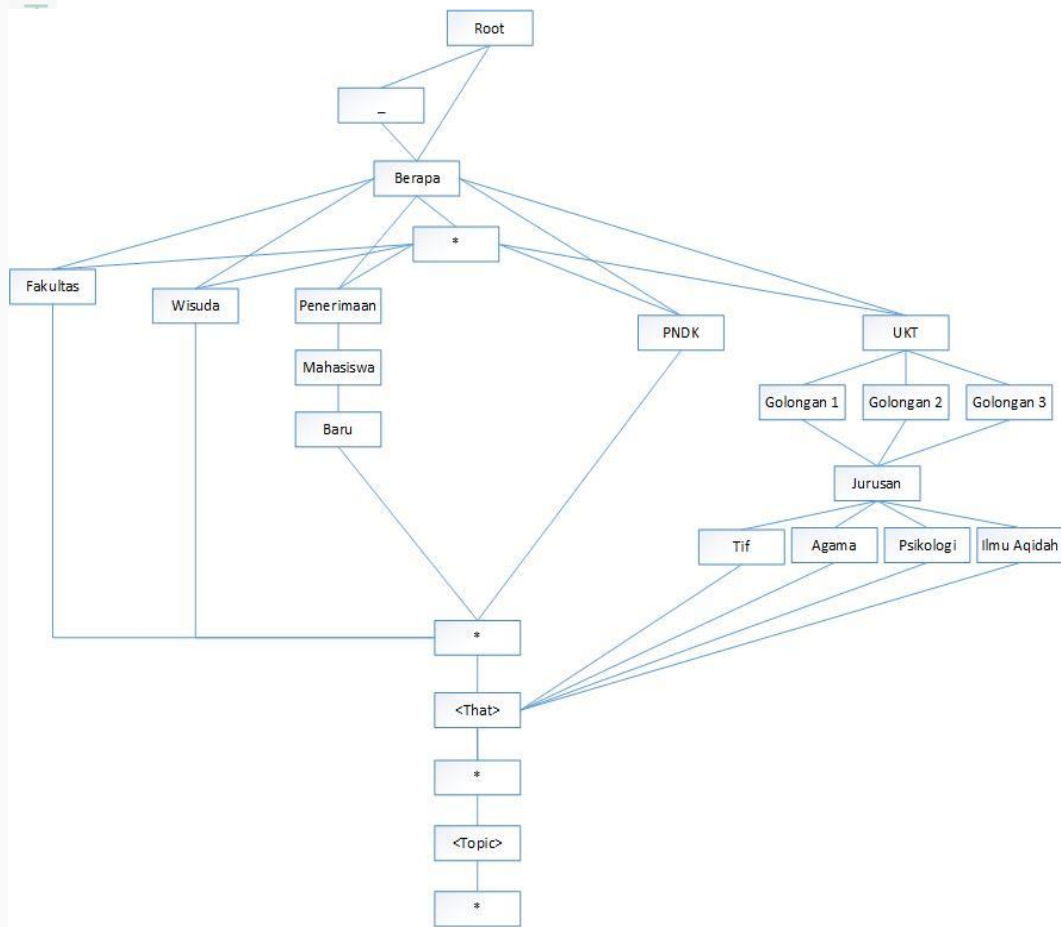 Root
_
Berapa
*
Fakultas
Wisuda
Penerimaan
PNDK
UKT
Mahasiswa
Golongan 1
Golongan 2
Golongan 3
Baru
Jurusan
Tif
Agama
Psikologi
Ilmu Aqidah
*
<That>
*
<Topic>
*